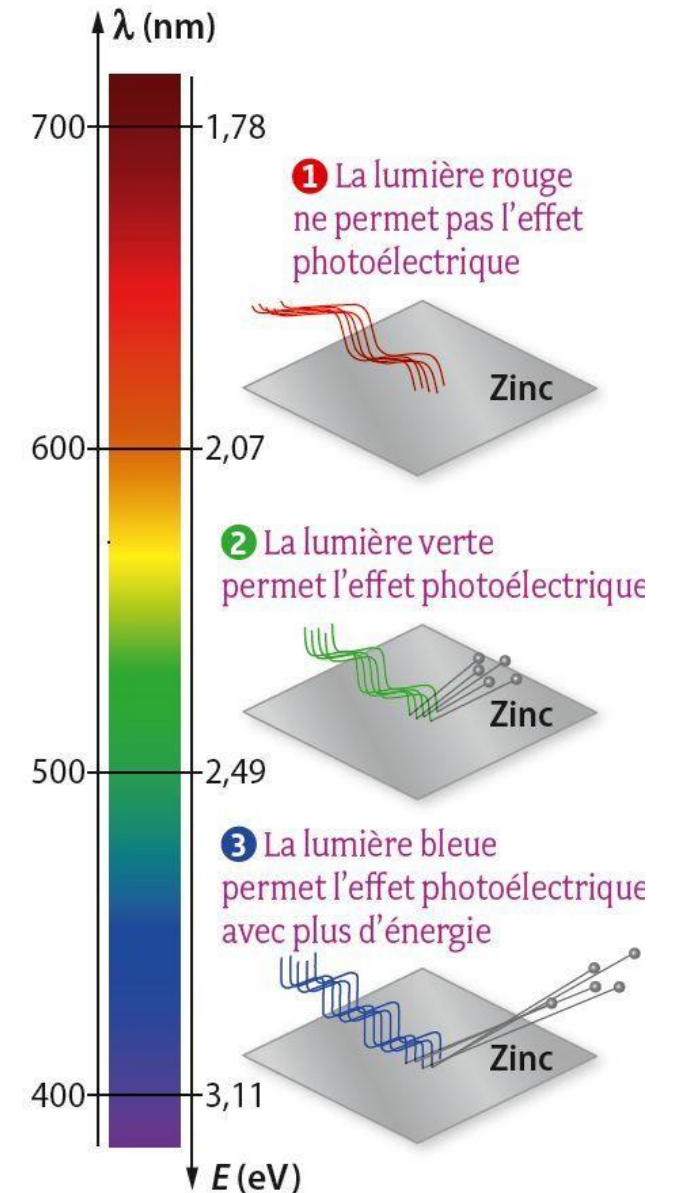 λ (nm)
700 1,78
1 La lumière rouge
ne permet pas l’effet
photoélectrique
Zinc
600 2,07
2 La lumière verte
permet l’effet photoélectrique
Zinc
500 2,49
3 La lumière bleue
permet l’effet photoélectrique
avec plus d’énergie
Zinc
400 3,11
E (eV)